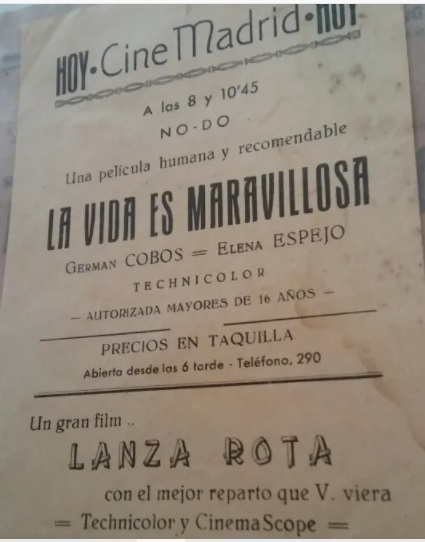 HOY • Cine Madrid • HOY
A las 8 y 10'45
NO-DO
Una película humana y recomendable
LA VIDA ES MARAVILLOSA
GERMAN COBOS = ELENA ESPEJO
TECHNICOLOR
— AUTORIZADA MAYORES DE 16 AÑOS —
PRECIOS EN TAQUILLA
Abierta desde las 6 tarde - Teléfono, 290
Un gran film ..
LANZA ROTA
con el mejor reparto que V. viera
= Technicolor y CinemaScope =